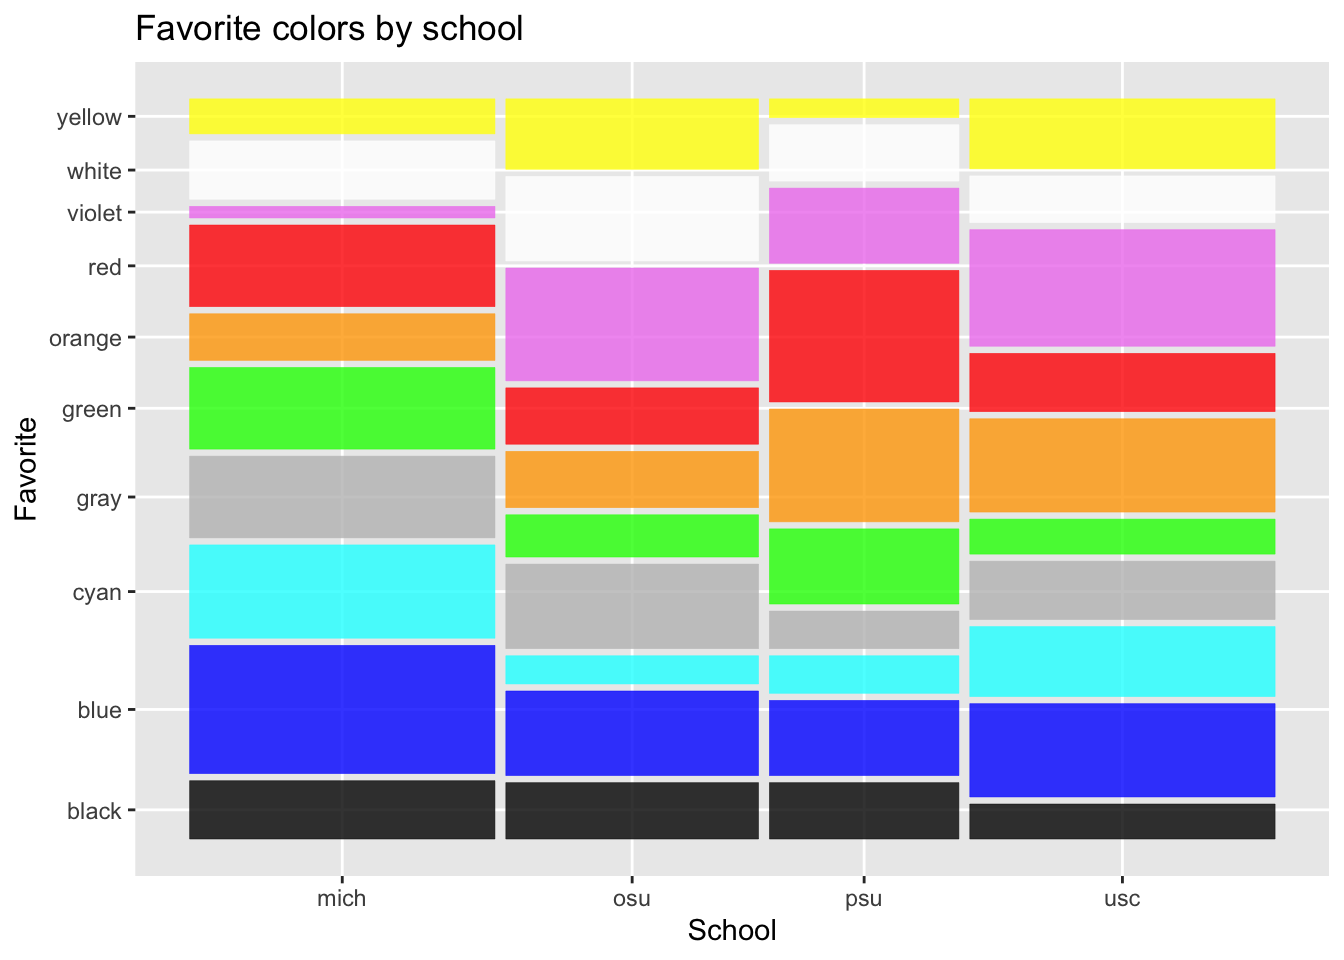 Favorite colors by school
yellow
white
violet
red
orange
green
gray
cyan
blue
black
Favorite
mich
osu
psu
usc
School